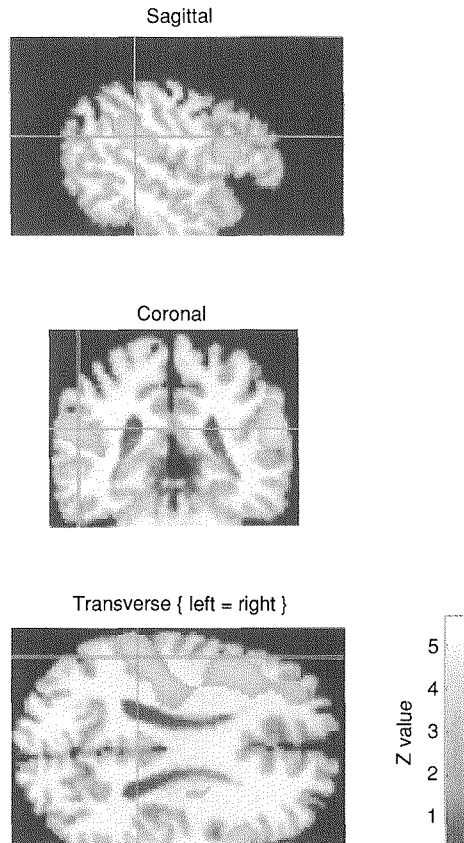 Sagittal
Coronal
Transverse { left = right }
5
4
3
2
1
Z value